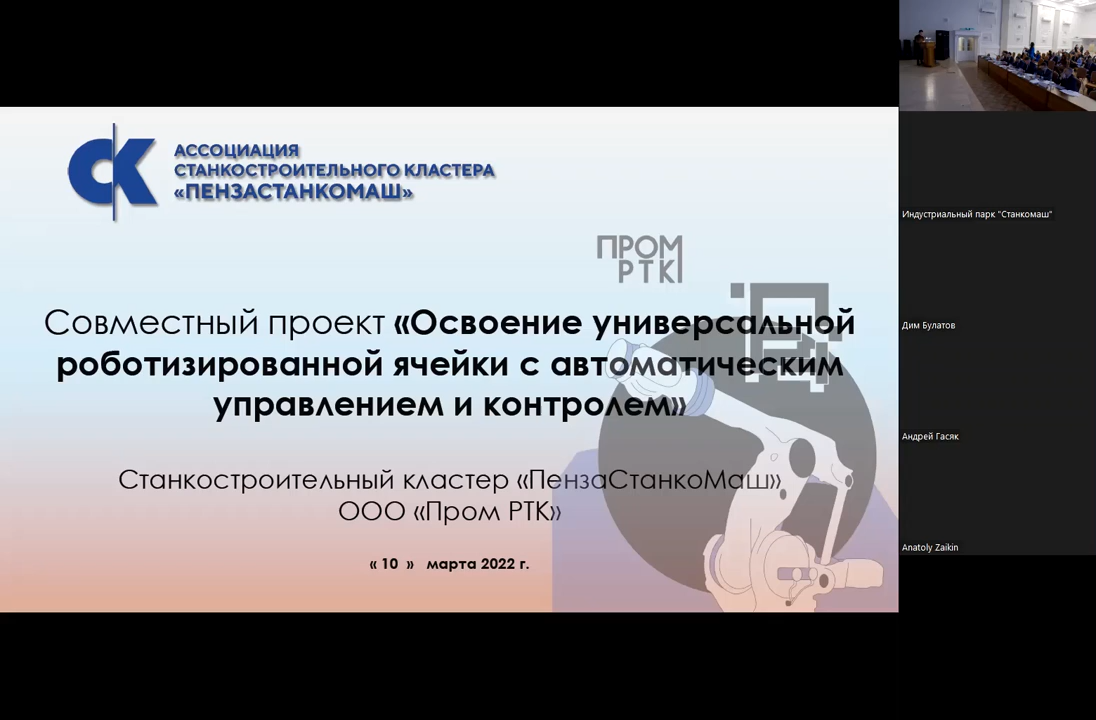 АССОЦИАЦИЯ
СТАНКОСТРОИТЕЛЬНОГО КЛАСТЕРА
«ПЕНЗАСТАНКОМАШ»
СК
ПРОМ
РТК
Совместный проект «Освоение универсальной
роботизированной ячейки с автоматическим
управлением и контролем»
Станкостроительный кластер «ПензаСтанкоМаш»
ООО «Пром РТК»
« 10 » марта 2022 г.
Индустриальный парк "Станкомаш"
Дим Булатов
Андрей Гасяк
Anatoly Zaikin